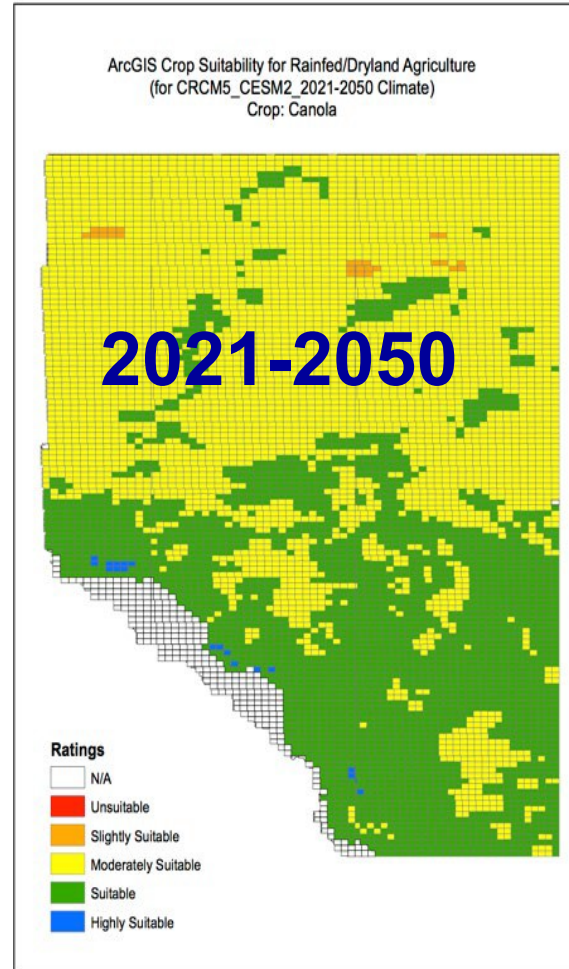 ArcGIS Crop Suitability for Rainfed/Dryland Agriculture
(for CRCM5_CESM2_2021-2050 Climate)
Crop: Canola
2021-2050
Ratings
N/A
Unsuitable
Slightly Suitable
Moderately Suitable
Suitable
Highly Suitable